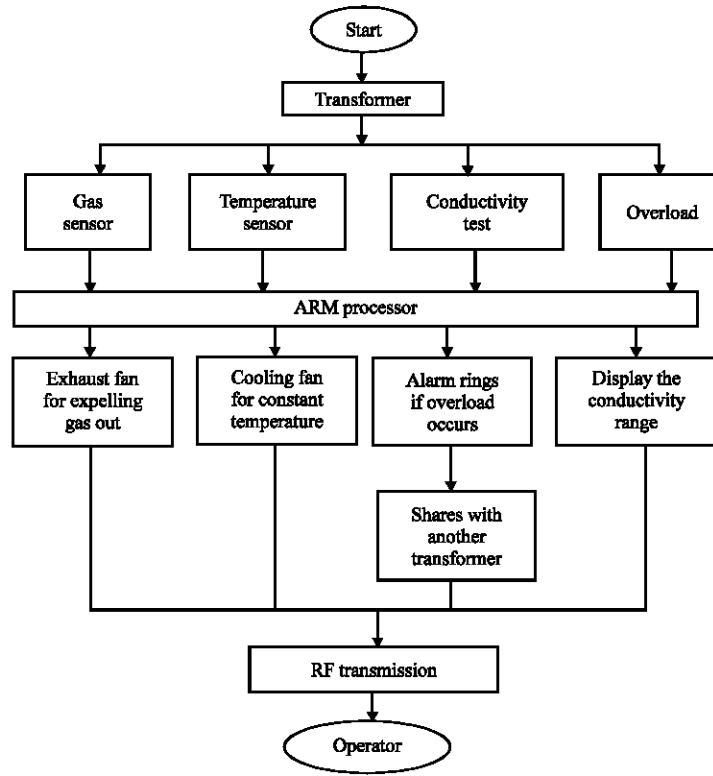 Start
Transformer
Gas
sensor
Temperature
sensor
Conductivity
test
Overload
ARM processor
Exhaust fan
for expelling
gas out
Cooling fan
for constant
temperature
Alarm rings
if overload
occurs
Display the
conductivity
range
Shares with
another
transformer
RF transmission
Operator